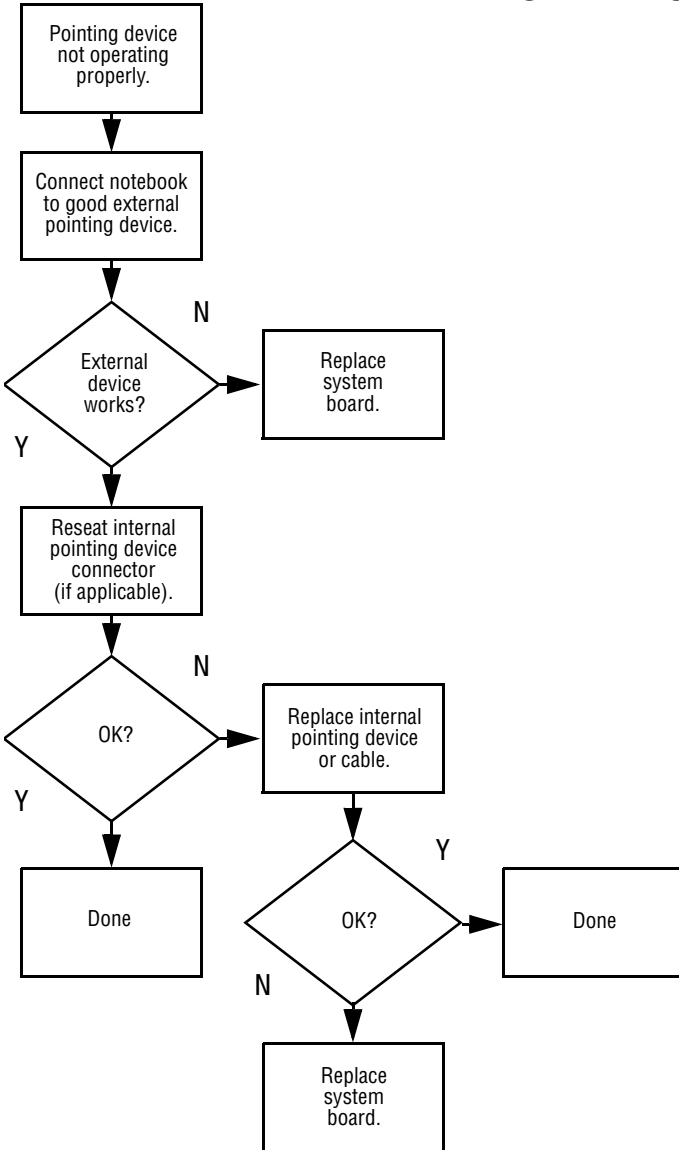 Pointing device
not operating
properly.
Connect notebook
to good external
pointing device.
N
External
device
works?
Replace
system
board.
Y
Reseat internal
pointing device
connector
(if applicable).
N
OK?
Replace internal
pointing device
or cable.
Y
Y
Done
OK?
Done
N
Replace
system
board.